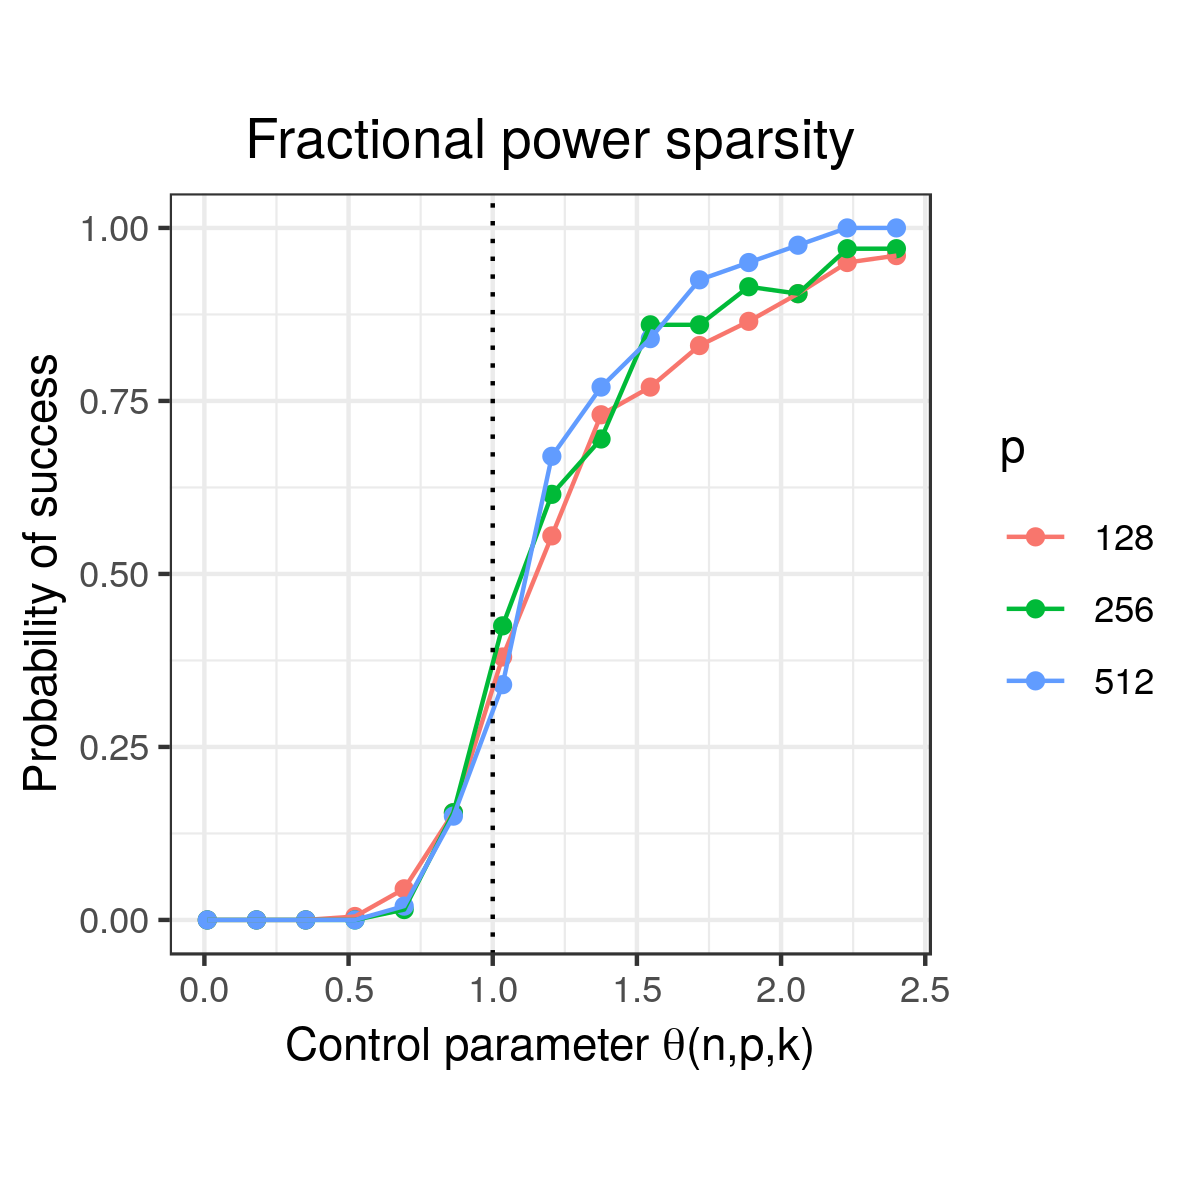 Fractional power sparsity
Probability of success
1.00
0.75
0.50
0.25
0.00
0.0 0.5 1.0 1.5 2.0 2.5
Control parameter θ(n,p,k)
p
128
256
512